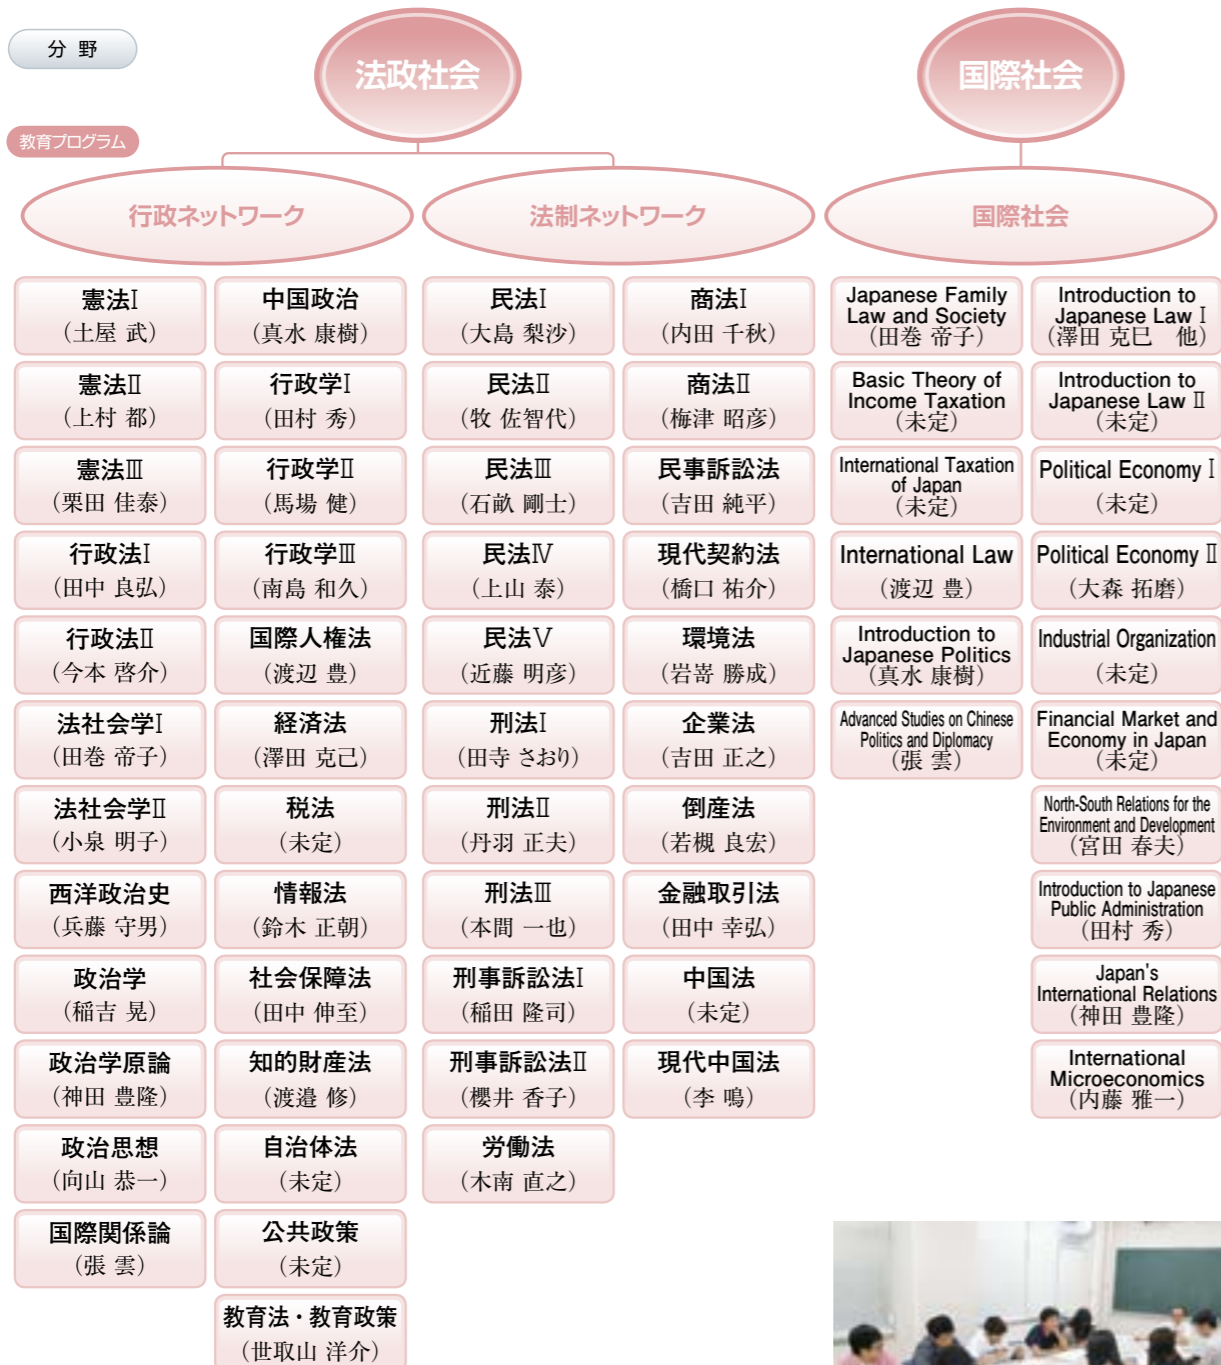 分野
法政社会
国際社会
教育プログラム
行政ネットワーク
法制ネットワーク
国際社会
憲法Ⅰ
（土屋 武）
憲法Ⅱ
（上村 都）
憲法Ⅲ
（栗田 佳泰）
行政法Ⅰ
（田中 良弘）
行政法Ⅱ
（今本 啓介）
法社会学Ⅰ
（田巻 帝子）
法社会学Ⅱ
（小泉 明子）
西洋政治史
（兵藤 守男）
政治学
（稲吉 晃）
政治学原論
（神田 豊隆）
政治思想
（向山 恭一）
国際関係論
（張 雲）
中国政治
（真水 康樹）
行政学Ⅰ
（田村 秀）
行政学Ⅱ
（馬場 健）
行政学Ⅲ
（南島 和久）
国際人権法
（渡辺 豊）
経済法
（澤田 克己）
税法
（未定）
情報法
（鈴木 正朝）
社会保障法
（田中 伸至）
知的財産法
（渡邉 修）
自治体法
（未定）
公共政策
（未定）
教育法・教育政策
（世取山 洋介）
民法Ⅰ
（大島 梨沙）
民法Ⅱ
（牧 佐智代）
民法Ⅲ
（石畝 剛士）
民法Ⅳ
（上山 泰）
民法Ⅴ
（近藤 明彦）
刑法Ⅰ
（田寺 さおり）
刑法Ⅱ
（丹羽 正夫）
刑法Ⅲ
（本間 一也）
刑事訴訟法Ⅰ
（稲田 隆司）
刑事訴訟法Ⅱ
（櫻井 香子）
労働法
（木南 直之）
商法Ⅰ
（内田 千秋）
商法Ⅱ
（梅津 昭彦）
民事訴訟法
（吉田 純平）
現代契約法
（橋口 祐介）
環境法
（岩嵜 勝成）
企業法
（吉田 正之）
倒産法
（若槻 良宏）
金融取引法
（田中 幸弘）
中国法
（未定）
現代中国法
（李 鳴）
Japanese Family
Law and Society
（田巻 帝子）
Basic Theory of
Income Taxation
（未定）
International Taxation
of Japan
（未定）
International Law
（渡辺 豊）
Introduction to
Japanese Politics
（真水 康樹）
Advanced Studies on Chinese
Politics and Diplomacy
（張 雲）
Introduction to
Japanese Law Ⅰ
（澤田 克巳　他）
Introduction to
Japanese Law Ⅱ
（未定）
Political Economy Ⅰ
（未定）
Political Economy Ⅱ
（大森 拓磨）
Industrial Organization
（未定）
Financial Market and
Economy in Japan
（未定）
North-South Relations for the
Environment and Development
（宮田 春夫）
Introduction to Japanese
Public Administration
（田村 秀）
Japan's
International Relations
（神田 豊隆）
International
Microeconomics
（内藤 雅一）